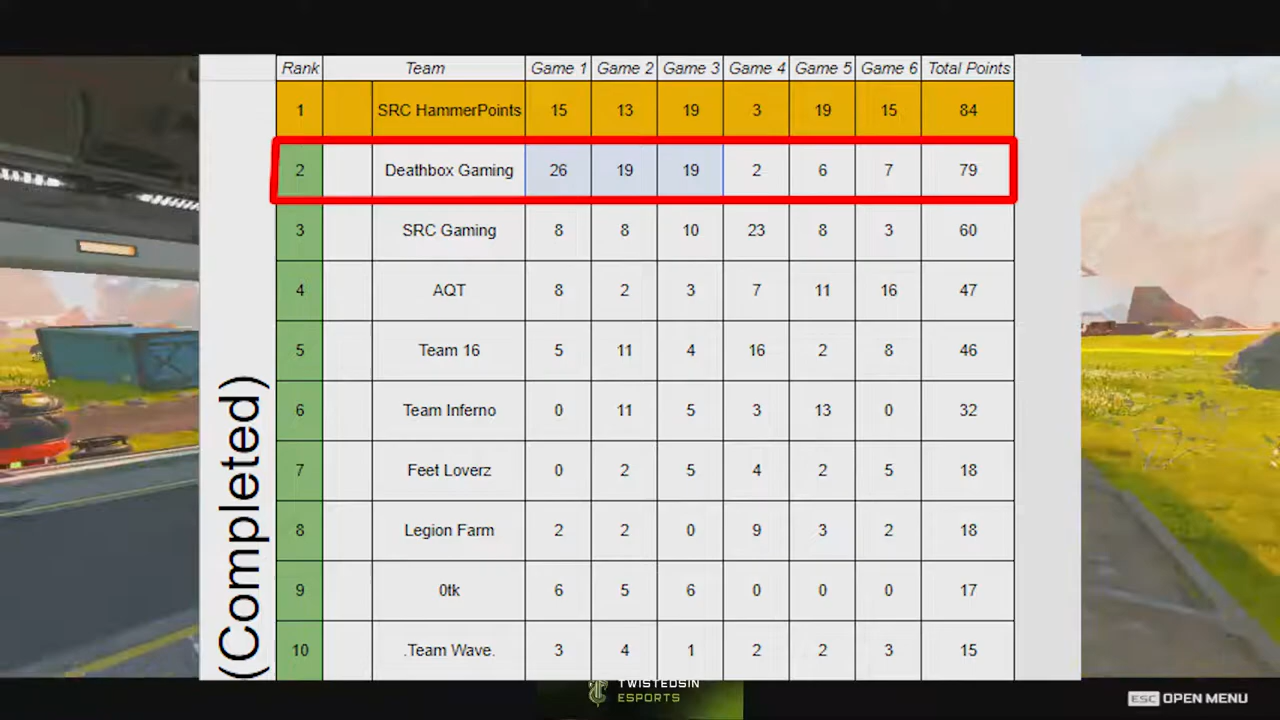 Rank Team Game 1 Game 2 Game 3 Game 4 Game 5 Game 6 Total Points
1 SRC HammerPoints 15 13 19 3 19 15 84
2 Deathbox Gaming 26 19 19 2 6 7 79
3 SRC Gaming 8 8 10 23 8 3 60
4 AQT 8 2 3 7 11 16 47
5 Team 16 5 11 4 16 2 8 46
6 Team Inferno 0 11 5 3 13 0 32
7 Feet Loverz 0 2 5 4 2 5 18
8 Legion Farm 2 2 0 9 3 2 18
9 0tk 6 5 6 0 0 0 17
10 .Team Wave. 3 4 1 2 2 3 15
(Completed)
TWISTEDSIN
ESPORTS
ESC OPEN MENU